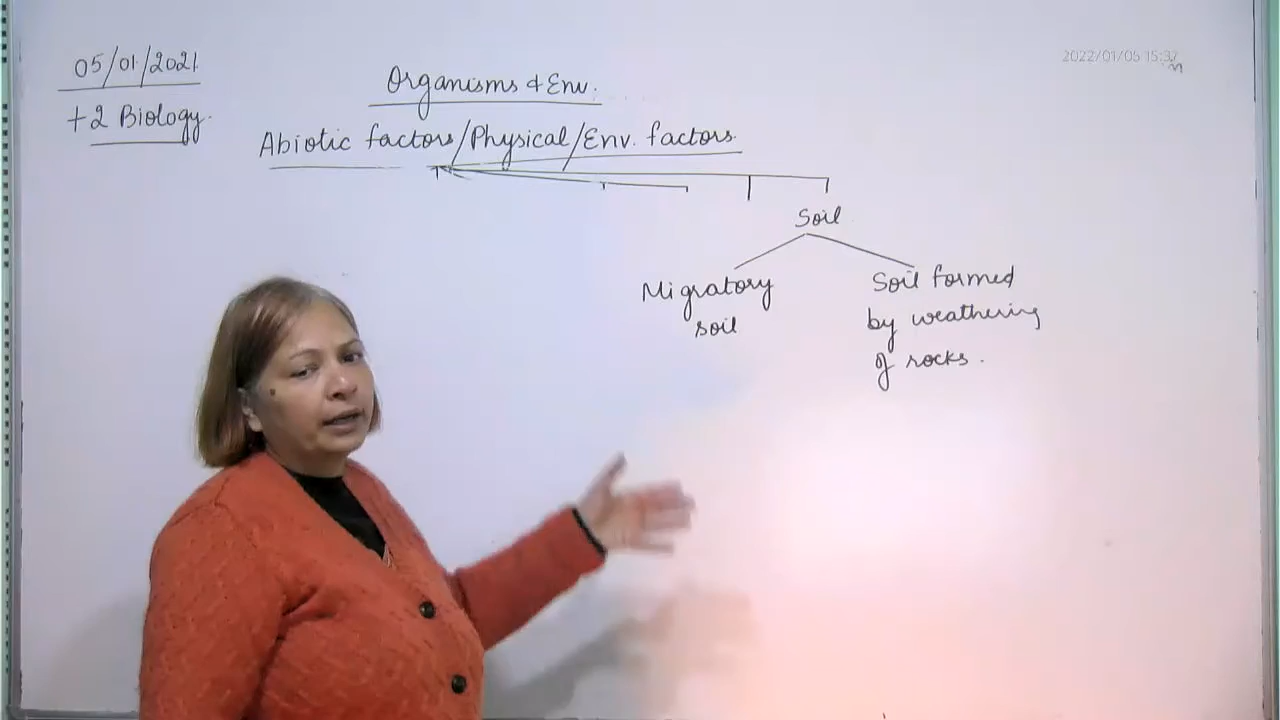 05/01/2021
+2 Biology.
2022/01/05 15:37
Organisms & Env.
Abiotic factors/Physical/Env. factors.
Soil
Migratory
soil
Soil formed
by weathering
of rocks.